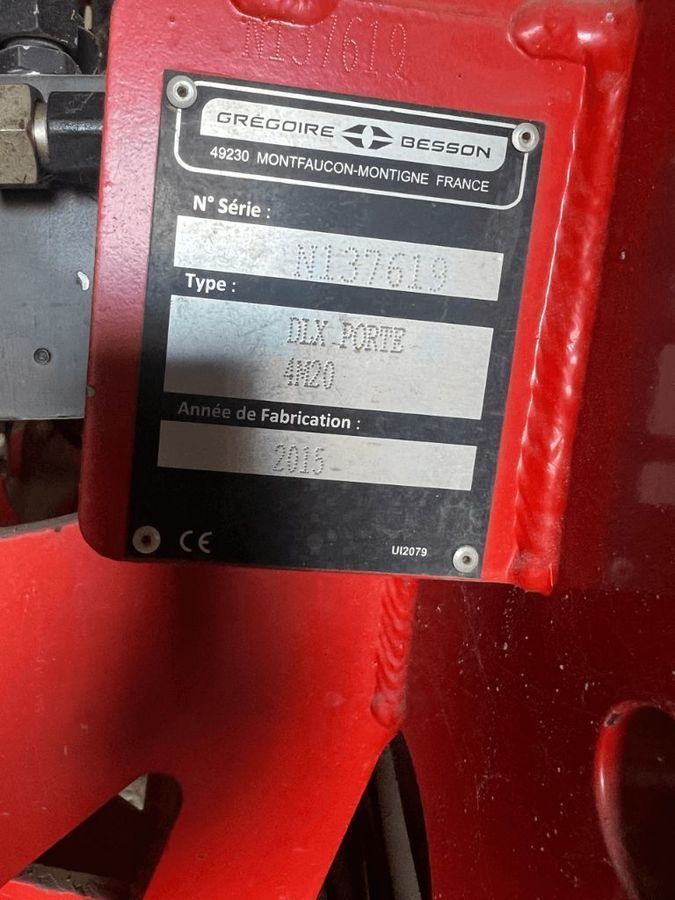 N137619
GRÉGOIRE BESSON
49230 MONTFAUCON-MONTIGNE FRANCE
N° Série :
N137619
Type :
DLX PORTE
4M20
Année de Fabrication :
2015
CE
UI2079